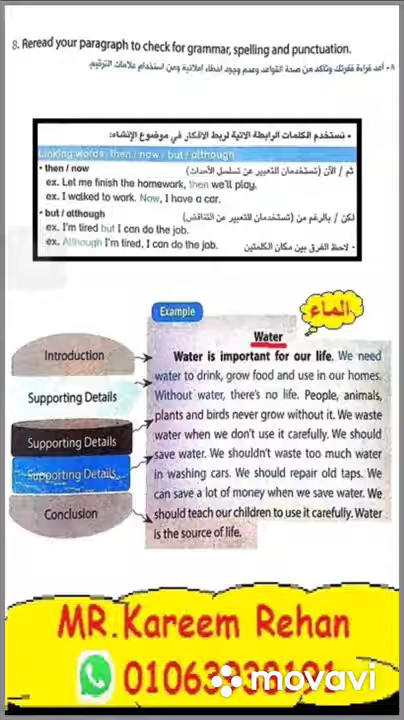 8. Reread your paragraph to check for grammar, spelling and punctuation.
٨- أعد قراءة فقرتك وتأكد من صحة القواعد وعدم وجود اخطاء املائية ومن استخدام علامات الترقيم.
• نستخدم الكلمات الرابطة الاتية لربط الافكار في موضوع الإنشاء:
Linking words: then / now / but / although
• then / now ثم / الآن (تستخدمان للتعبير عن تسلسل الأحداث)
ex. Let me finish the homework, then we'll play.
ex. I walked to work. Now, I have a car.
• but / although لكن / بالرغم من (تستخدمان للتعبير عن التناقض)
ex. I'm tired but I can do the job.
ex. Although I'm tired, I can do the job. - لاحظ الفرق بين مكان الكلمتين
Example
الماء
Water
Introduction
Supporting Details
Supporting Details
Supporting Details
Conclusion
Water is important for our life. We need
water to drink, grow food and use in our homes.
Without water, there's no life. People, animals,
plants and birds never grow without it. We waste
water when we don't use it carefully. We should
save water. We shouldn't waste too much water
in washing cars. We should repair old taps. We
can save a lot of money when we save water. We
should teach our children to use it carefully. Water
is the source of life.
MR.Kareem Rehan
movavi